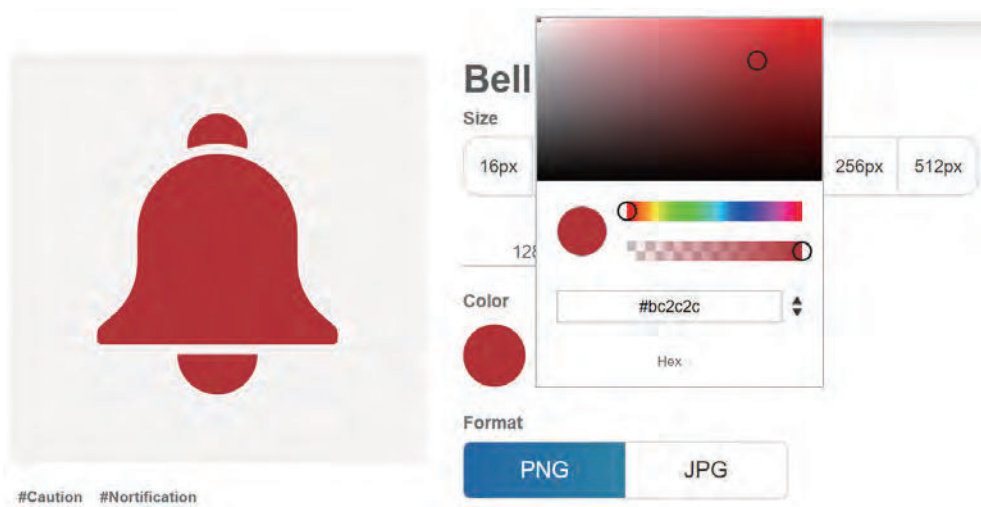 Bell
Size
16px
256px
512px
128
Color
#bc2c2c
Hex
Format
PNG
JPG
#Caution #Nortification